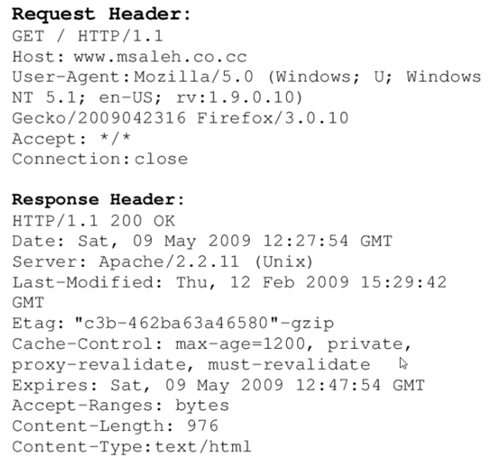 Request Header:
GET / HTTP/1.1
Host: www.msaleh.co.cc
User-Agent:Mozilla/5.0 (Windows; U; Windows
NT 5.1; en-US; rv:1.9.0.10)
Gecko/2009042316 Firefox/3.0.10
Accept: */*
Connection:close
Response Header:
HTTP/1.1 200 OK
Date: Sat, 09 May 2009 12:27:54 GMT
Server: Apache/2.2.11 (Unix)
Last-Modified: Thu, 12 Feb 2009 15:29:42
GMT
Etag: "c3b-462ba63a46580"-gzip
Cache-Control: max-age=1200, private,
proxy-revalidate, must-revalidate
Expires: Sat, 09 May 2009 12:47:54 GMT
Accept-Ranges: bytes
Content-Length: 976
Content-Type:text/html